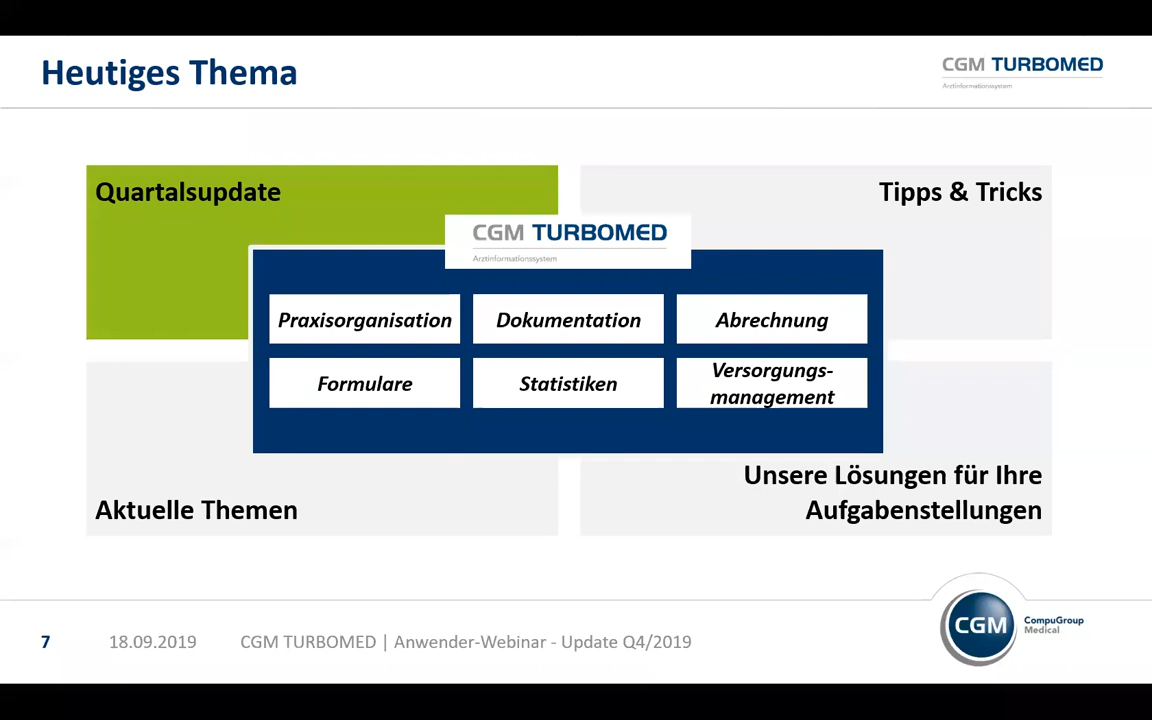 Heutiges Thema
CGM TURBOMED
Arztinformationssystem
Quartalsupdate
Tipps & Tricks
CGM TURBOMED
Arztinformationssystem
Praxisorganisation
Dokumentation
Abrechnung
Formulare
Statistiken
Versorgungs-
management
Aktuelle Themen
Unsere Lösungen für Ihre
Aufgabenstellungen
7
18.09.2019
CGM TURBOMED | Anwender-Webinar - Update Q4/2019
CGM
CompuGroup
Medical